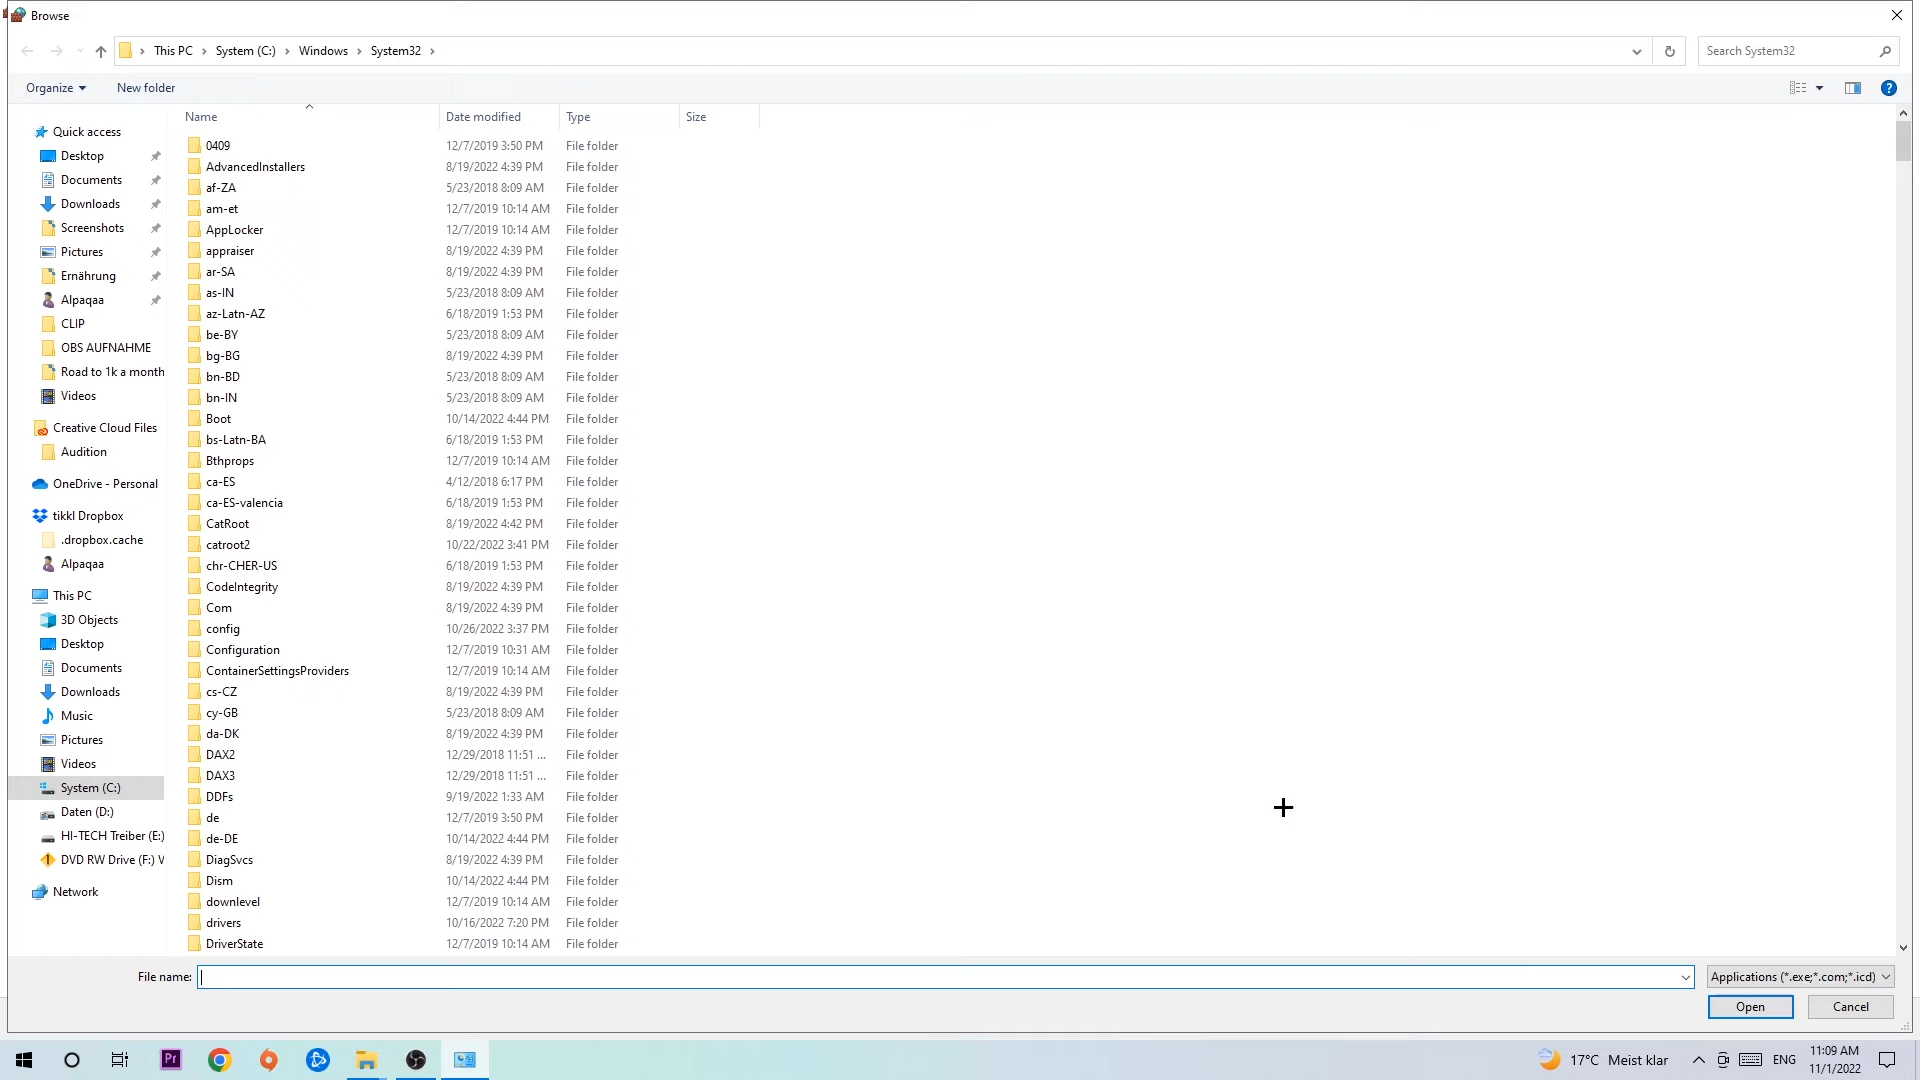 Browse
This PC > System (C:) > Windows > System32 >
Search System32
Organize
New folder
Name Date modified Type Size
Quick access
Desktop
Documents
Downloads
Screenshots
Pictures
Ernährung
Alpaqaa
CLIP
OBS AUFNAHME
Road to 1k a month
Videos
Creative Cloud Files
Audition
OneDrive - Personal
tikkl Dropbox
.dropbox.cache
Alpaqaa
This PC
3D Objects
Desktop
Documents
Downloads
Music
Pictures
Videos
System (C:)
Daten (D:)
HI-TECH Treiber (E:)
DVD RW Drive (F:) V
Network
0409 12/7/2019 3:50 PM File folder
AdvancedInstallers 8/19/2022 4:39 PM File folder
af-ZA 5/23/2018 8:09 AM File folder
am-et 12/7/2019 10:14 AM File folder
AppLocker 12/7/2019 10:14 AM File folder
appraiser 8/19/2022 4:39 PM File folder
ar-SA 8/19/2022 4:39 PM File folder
as-IN 5/23/2018 8:09 AM File folder
az-Latn-AZ 6/18/2019 1:53 PM File folder
be-BY 5/23/2018 8:09 AM File folder
bg-BG 8/19/2022 4:39 PM File folder
bn-BD 5/23/2018 8:09 AM File folder
bn-IN 5/23/2018 8:09 AM File folder
Boot 10/14/2022 4:44 PM File folder
bs-Latn-BA 6/18/2019 1:53 PM File folder
Bthprops 12/7/2019 10:14 AM File folder
ca-ES 4/12/2018 6:17 PM File folder
ca-ES-valencia 6/18/2019 1:53 PM File folder
CatRoot 8/19/2022 4:42 PM File folder
catroot2 10/22/2022 3:41 PM File folder
chr-CHER-US 6/18/2019 1:53 PM File folder
CodeIntegrity 8/19/2022 4:39 PM File folder
Com 8/19/2022 4:39 PM File folder
config 10/26/2022 3:37 PM File folder
Configuration 12/7/2019 10:31 AM File folder
ContainerSettingsProviders 12/7/2019 10:14 AM File folder
cs-CZ 8/19/2022 4:39 PM File folder
cy-GB 5/23/2018 8:09 AM File folder
da-DK 8/19/2022 4:39 PM File folder
DAX2 12/29/2018 11:51 ... File folder
DAX3 12/29/2018 11:51 ... File folder
DDFs 9/19/2022 1:33 AM File folder
de 12/7/2019 3:50 PM File folder
de-DE 10/14/2022 4:44 PM File folder
DiagSvcs 8/19/2022 4:39 PM File folder
Dism 10/14/2022 4:44 PM File folder
downlevel 12/7/2019 10:14 AM File folder
drivers 10/16/2022 7:20 PM File folder
DriverState 12/7/2019 10:14 AM File folder
File name:
Applications (*.exe;*.com;*.icd)
Open
Cancel
Pr
17°C Meist klar
ENG
11:09 AM
11/1/2022